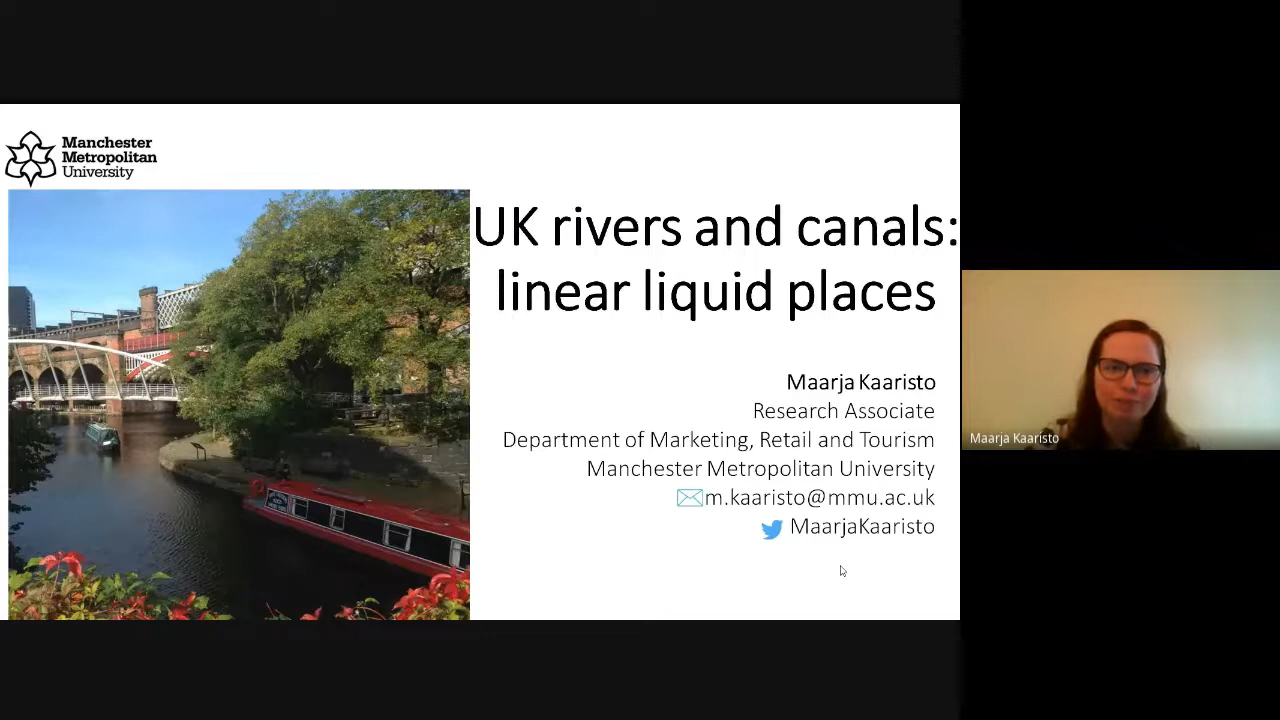 Manchester
Metropolitan
University
UK rivers and canals:
linear liquid places
Maarja Kaaristo
Research Associate
Department of Marketing, Retail and Tourism
Manchester Metropolitan University
m.kaaristo@mmu.ac.uk
MaarjaKaaristo
Maarja Kaaristo